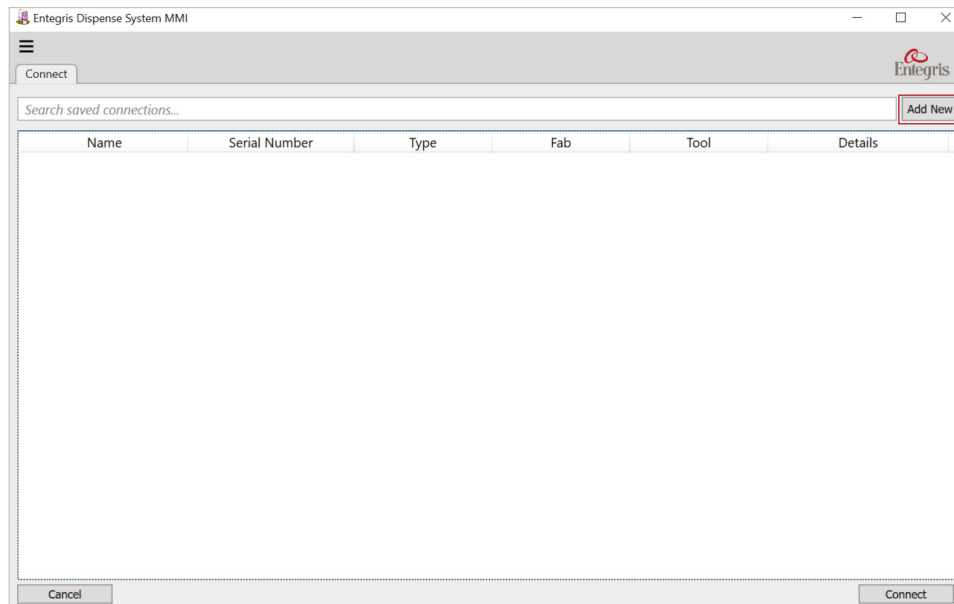 Entegris Dispense System MMI
Entegris
Connect
Search saved connections...
Add New
Name Serial Number Type Fab Tool Details
Cancel
Connect